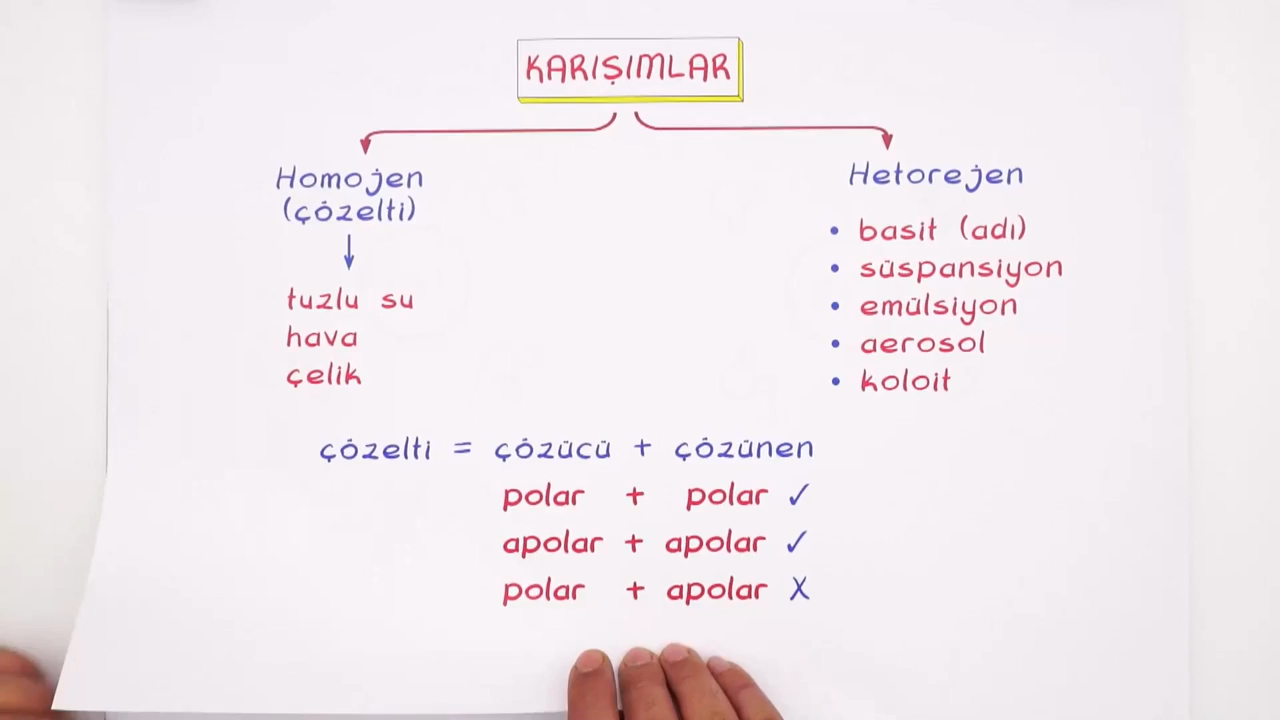 KARIŞIMLAR
Homojen
(çözelti)
tuzlu su
hava
çelik
Hetorejen
• basit (adı)
• süspansiyon
• emülsiyon
• aerosol
• koloit
çözelti = çözücü + çözünen
polar + polar ✓
apolar + apolar ✓
polar + apolar X